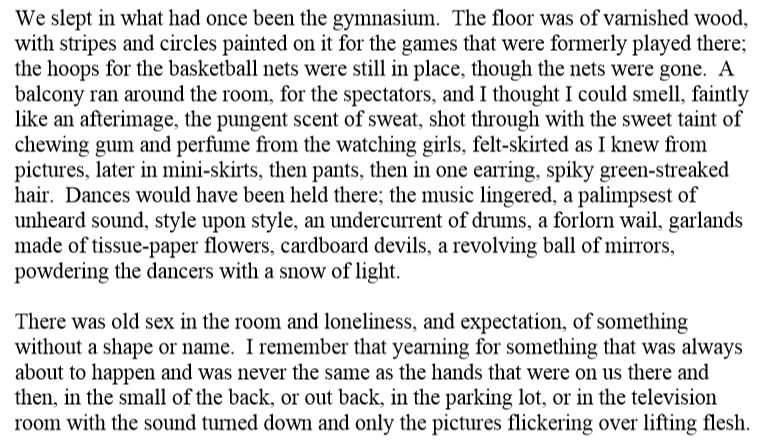 We slept in what had once been the gymnasium.  The floor was of varnished wood,
with stripes and circles painted on it for the games that were formerly played there;
the hoops for the basketball nets were still in place, though the nets were gone.  A
balcony ran around the room, for the spectators, and I thought I could smell, faintly
like an afterimage, the pungent scent of sweat, shot through with the sweet taint of
chewing gum and perfume from the watching girls, felt-skirted as I knew from
pictures, later in mini-skirts, then pants, then in one earring, spiky green-streaked
hair.  Dances would have been held there; the music lingered, a palimpsest of
unheard sound, style upon style, an undercurrent of drums, a forlorn wail, garlands
made of tissue-paper flowers, cardboard devils, a revolving ball of mirrors,
powdering the dancers with a snow of light.

There was old sex in the room and loneliness, and expectation, of something
without a shape or name.  I remember that yearning for something that was always
about to happen and was never the same as the hands that were on us there and
then, in the small of the back, or out back, in the parking lot, or in the television
room with the sound turned down and only the pictures flickering over lifting flesh.